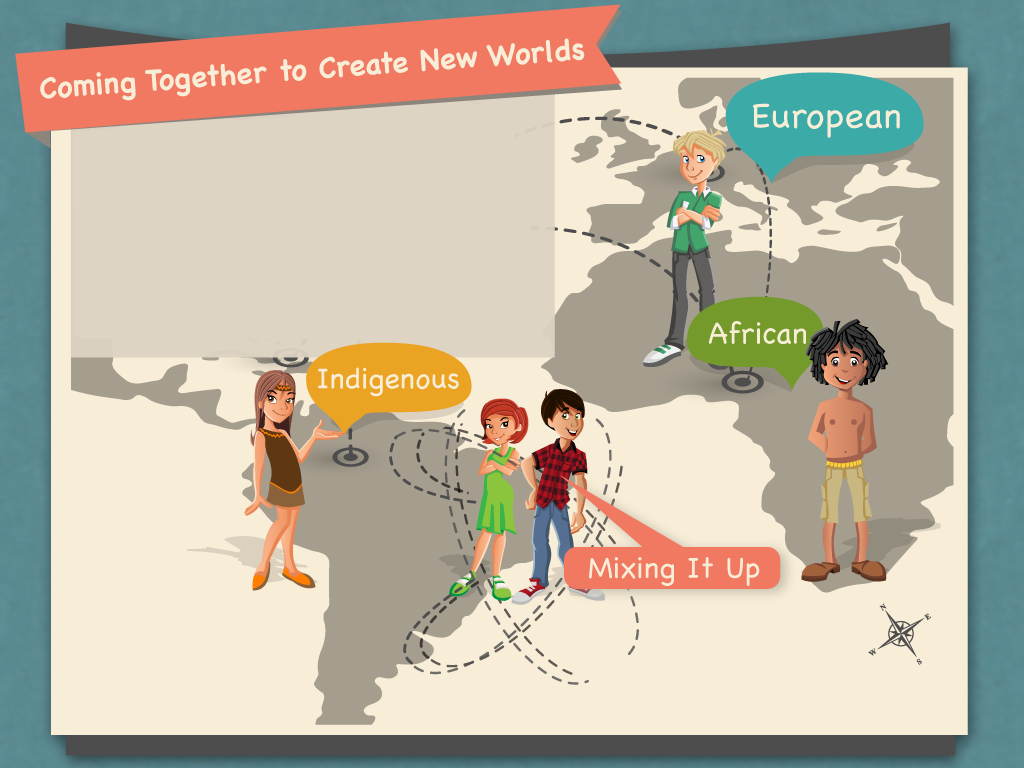 Coming Together to Create New Worlds
European
African
Indigenous
Mixing It Up
N
E
W
S